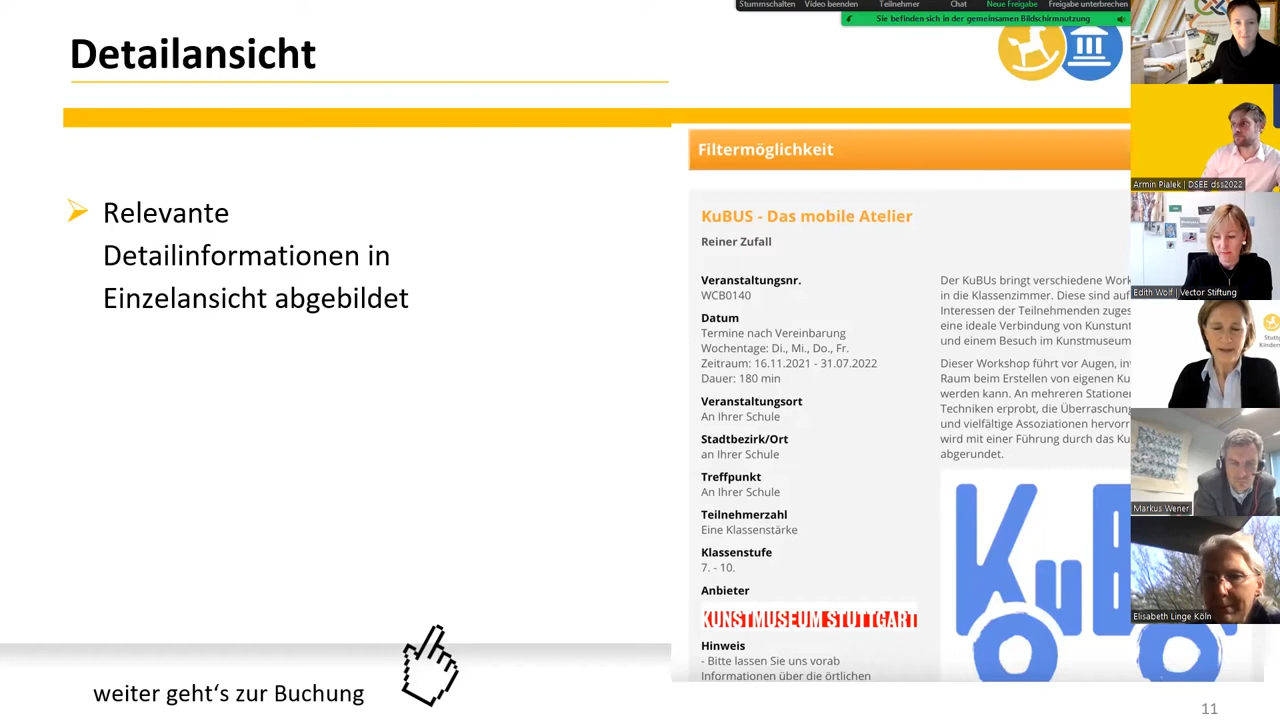 Stummschalten Video beenden Teilnehmer Chat Neue Freigabe Freigabe unterbrechen
Sie befinden sich in der gemeinsamen Bildschirmnutzung
Detailansicht
Relevante
Detailinformationen in
Einzelansicht abgebildet
Filtermöglichkeit
KuBUS - Das mobile Atelier
Reiner Zufall
Veranstaltungsnr.
WCB0140
Datum
Termine nach Vereinbarung
Wochentage: Di., Mi., Do., Fr.
Zeitraum: 16.11.2021 - 31.07.2022
Dauer: 180 min
Veranstaltungsort
An Ihrer Schule
Stadtbezirk/Ort
an Ihrer Schule
Treffpunkt
An Ihrer Schule
Teilnehmerzahl
Eine Klassenstärke
Klassenstufe
7. - 10.
Anbieter
KUNSTMUSEUM STUTTGART
Hinweis
- Bitte lassen Sie uns vorab
Informationen über die örtlichen
Der KuBUs bringt verschiedene Work
in die Klassenzimmer. Diese sind auf
Interessen der Teilnehmenden zuges
eine ideale Verbindung von Kunstunt
und einem Besuch im Kunstmuseum
Dieser Workshop führt vor Augen, inv
Raum beim Erstellen von eigenen Ku
werden kann. An mehreren Stationen
Techniken erprobt, die Überraschung
und vielfältige Assoziationen hervorr
wird mit einer Führung durch das Ku
abgerundet.
KuB
Armin Pialek | DSEE dss2022
Edith Wolf | Vector Stiftung
Stuttg
Kinders
Markus Wener
Elisabeth Linge Köln
weiter geht‘s zur Buchung
11